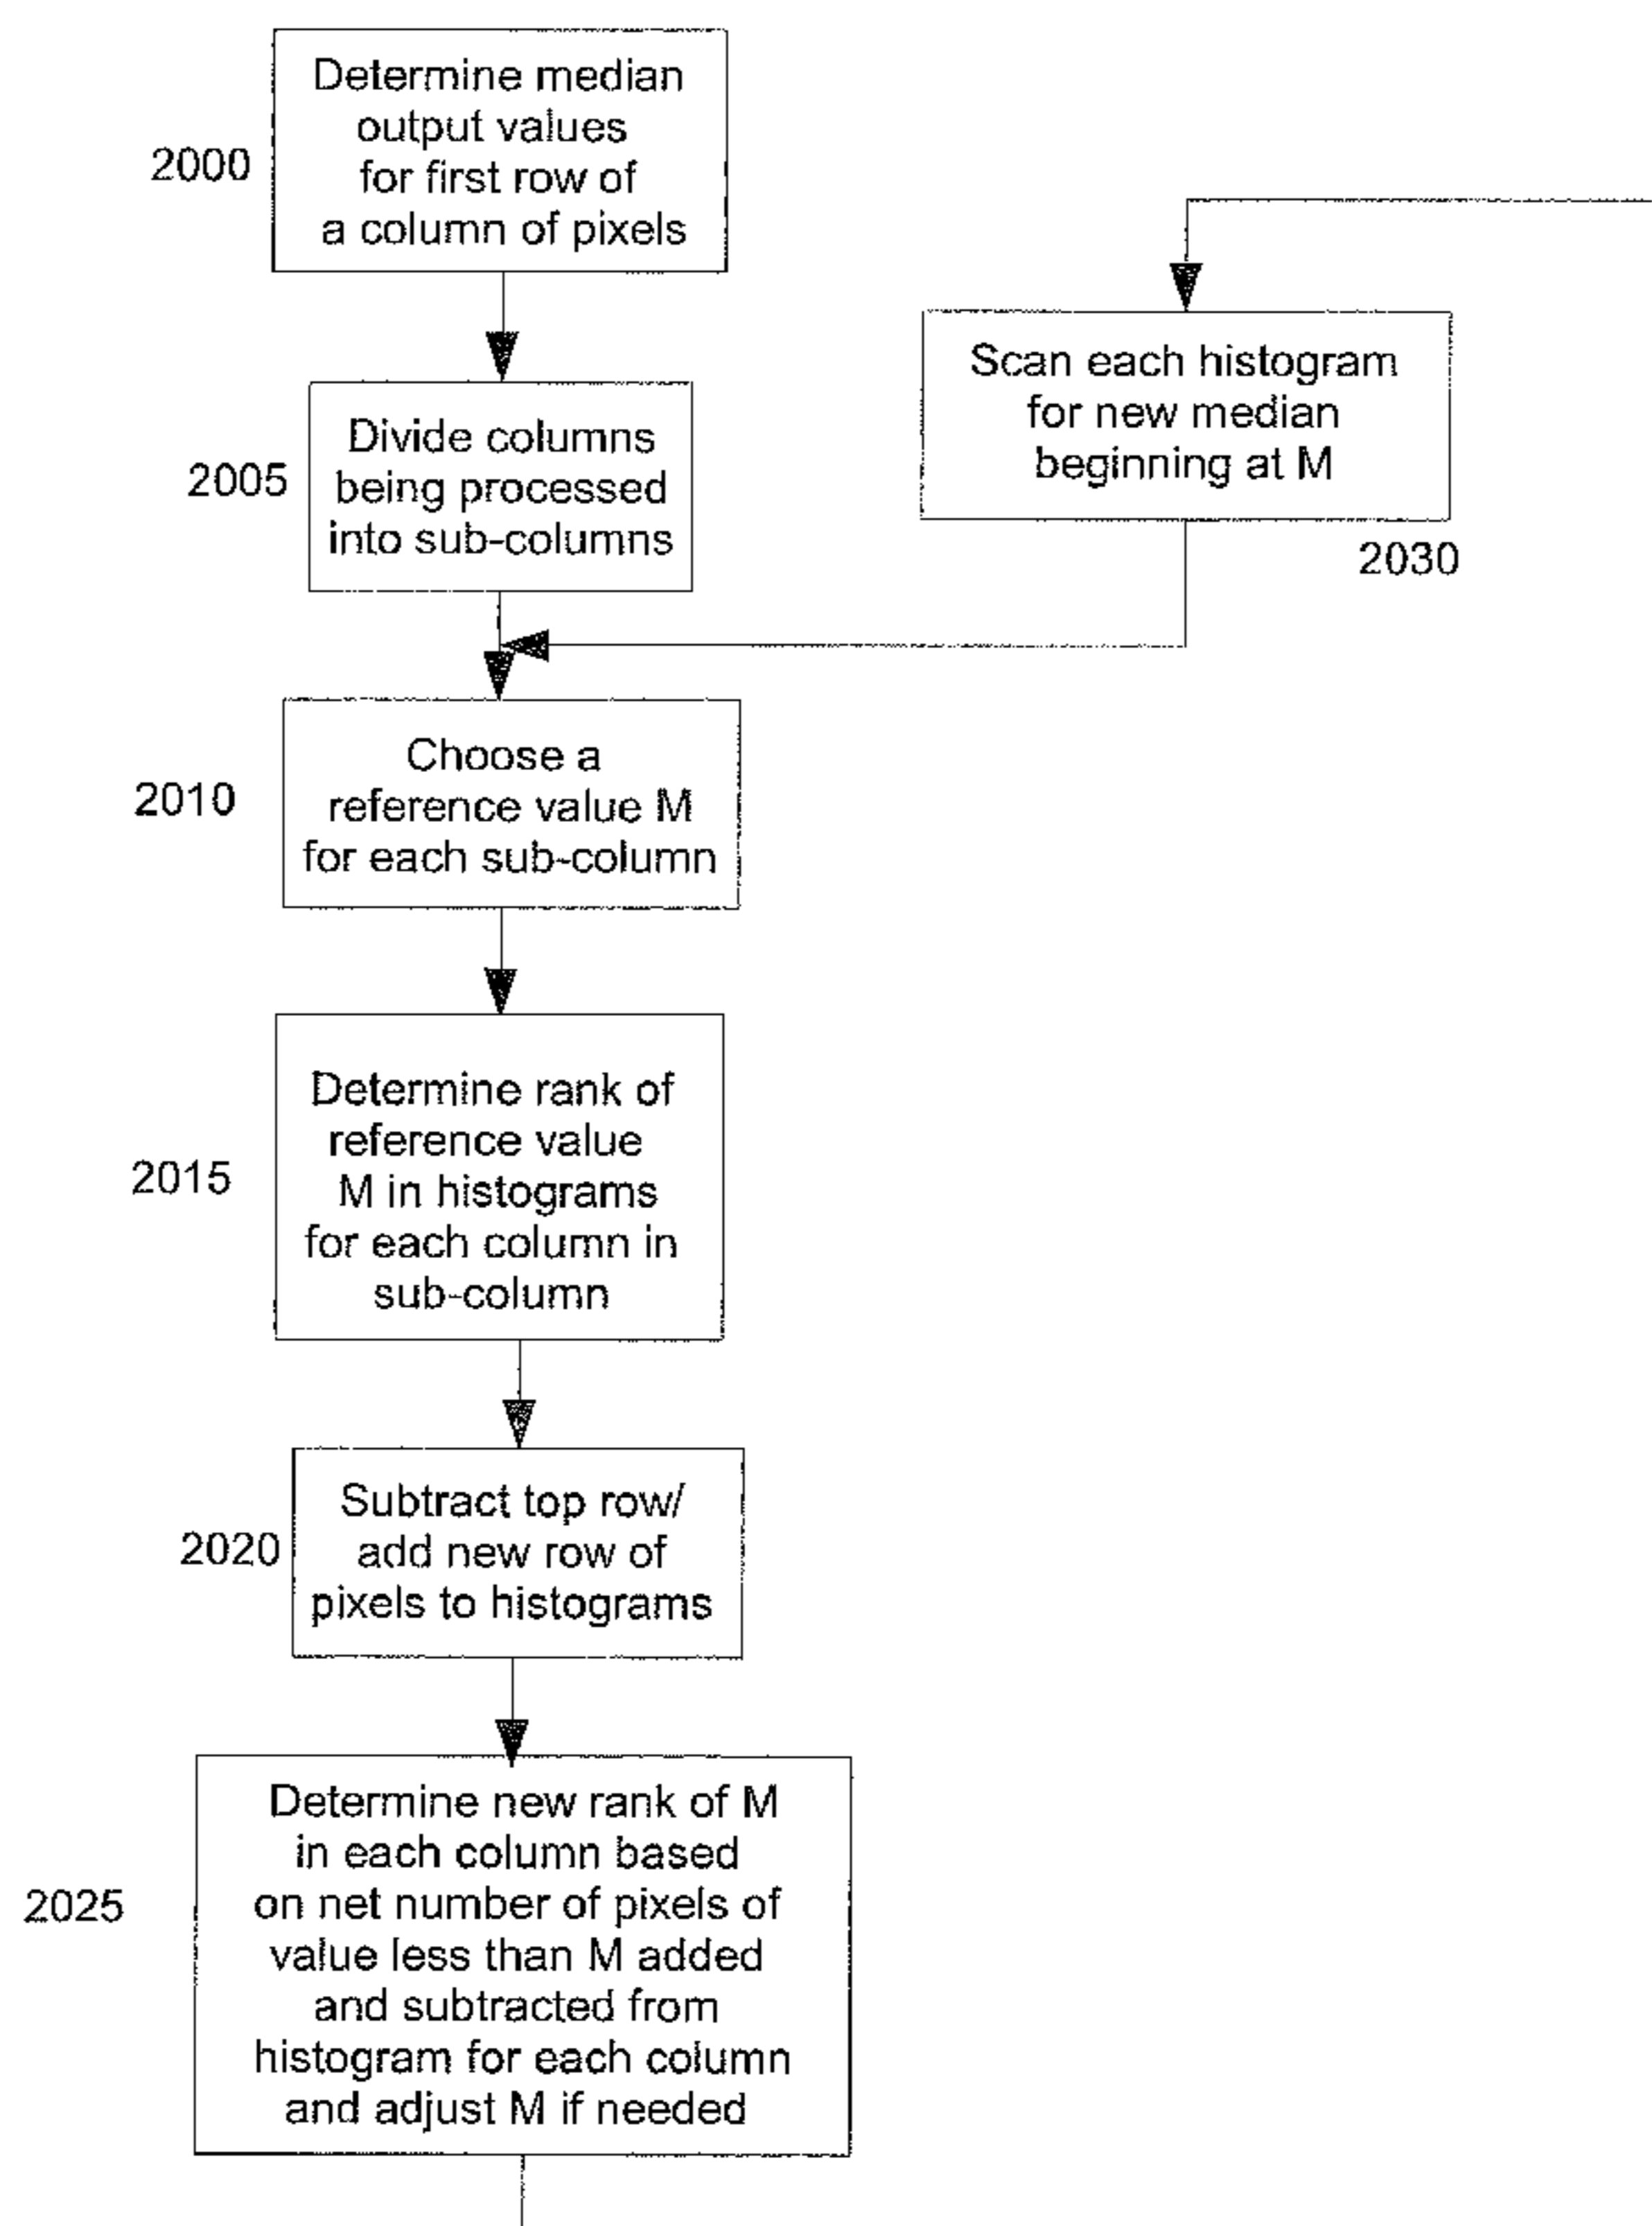 2000
Determine median
output values
for first row of
a column of pixels
2005
Divide columns
being processed
into sub-columns
Scan each histogram
for new median
beginning at M
2030
2010
Choose a
reference value M
for each sub-column
2015
Determine rank of
reference value
M in histograms
for each column in
sub-column
2020
Subtract top row/
add new row of
pixels to histograms
2025
Determine new rank of M
in each column based
on net number of pixels of
value less than M added
and subtracted from
histogram for each column
and adjust M if needed